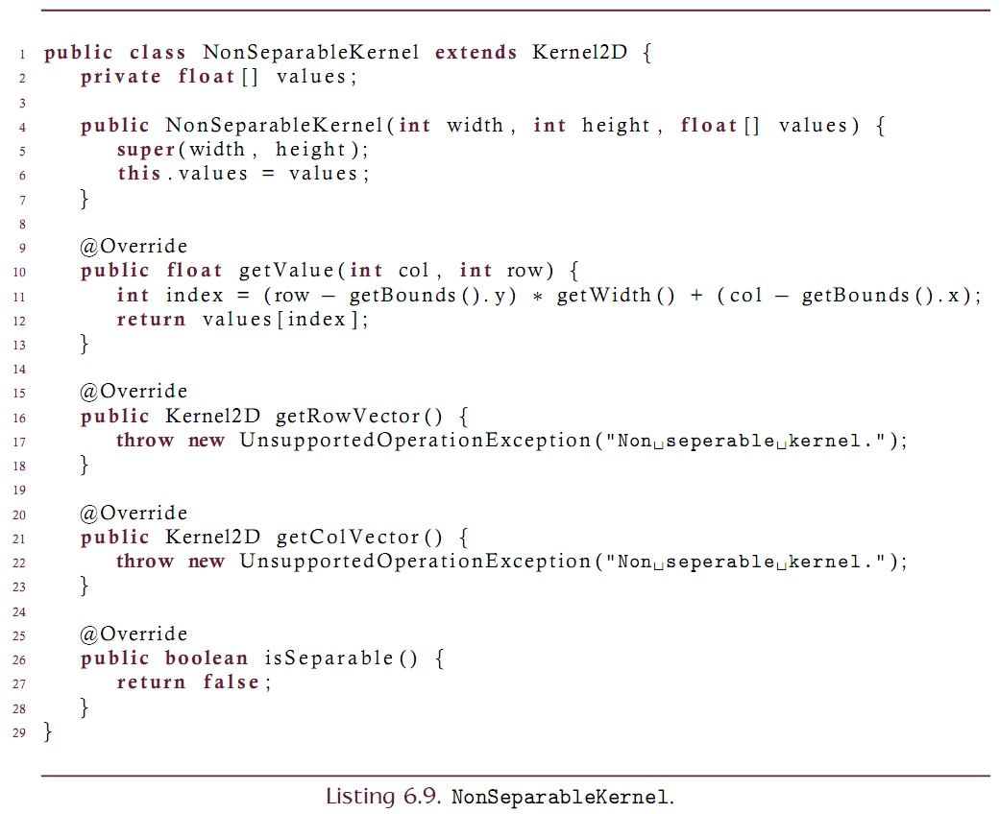 1 public class NonSeparableKernel extends Kernel2D {
2 private float[] values;
3
4 public NonSeparableKernel(int width, int height, float[] values) {
5 super(width, height);
6 this.values = values;
7 }
8
9 @Override
10 public float getValue(int col, int row) {
11 int index = (row − getBounds().y) * getWidth() + (col − getBounds().x);
12 return values[index];
13 }
14
15 @Override
16 public Kernel2D getRowVector() {
17 throw new UnsupportedOperationException("Non␣seperable␣kernel.");
18 }
19
20 @Override
21 public Kernel2D getColVector() {
22 throw new UnsupportedOperationException("Non␣seperable␣kernel.");
23 }
24
25 @Override
26 public boolean isSeparable() {
27 return false;
28 }
29 }
Listing 6.9. NonSeparableKernel.